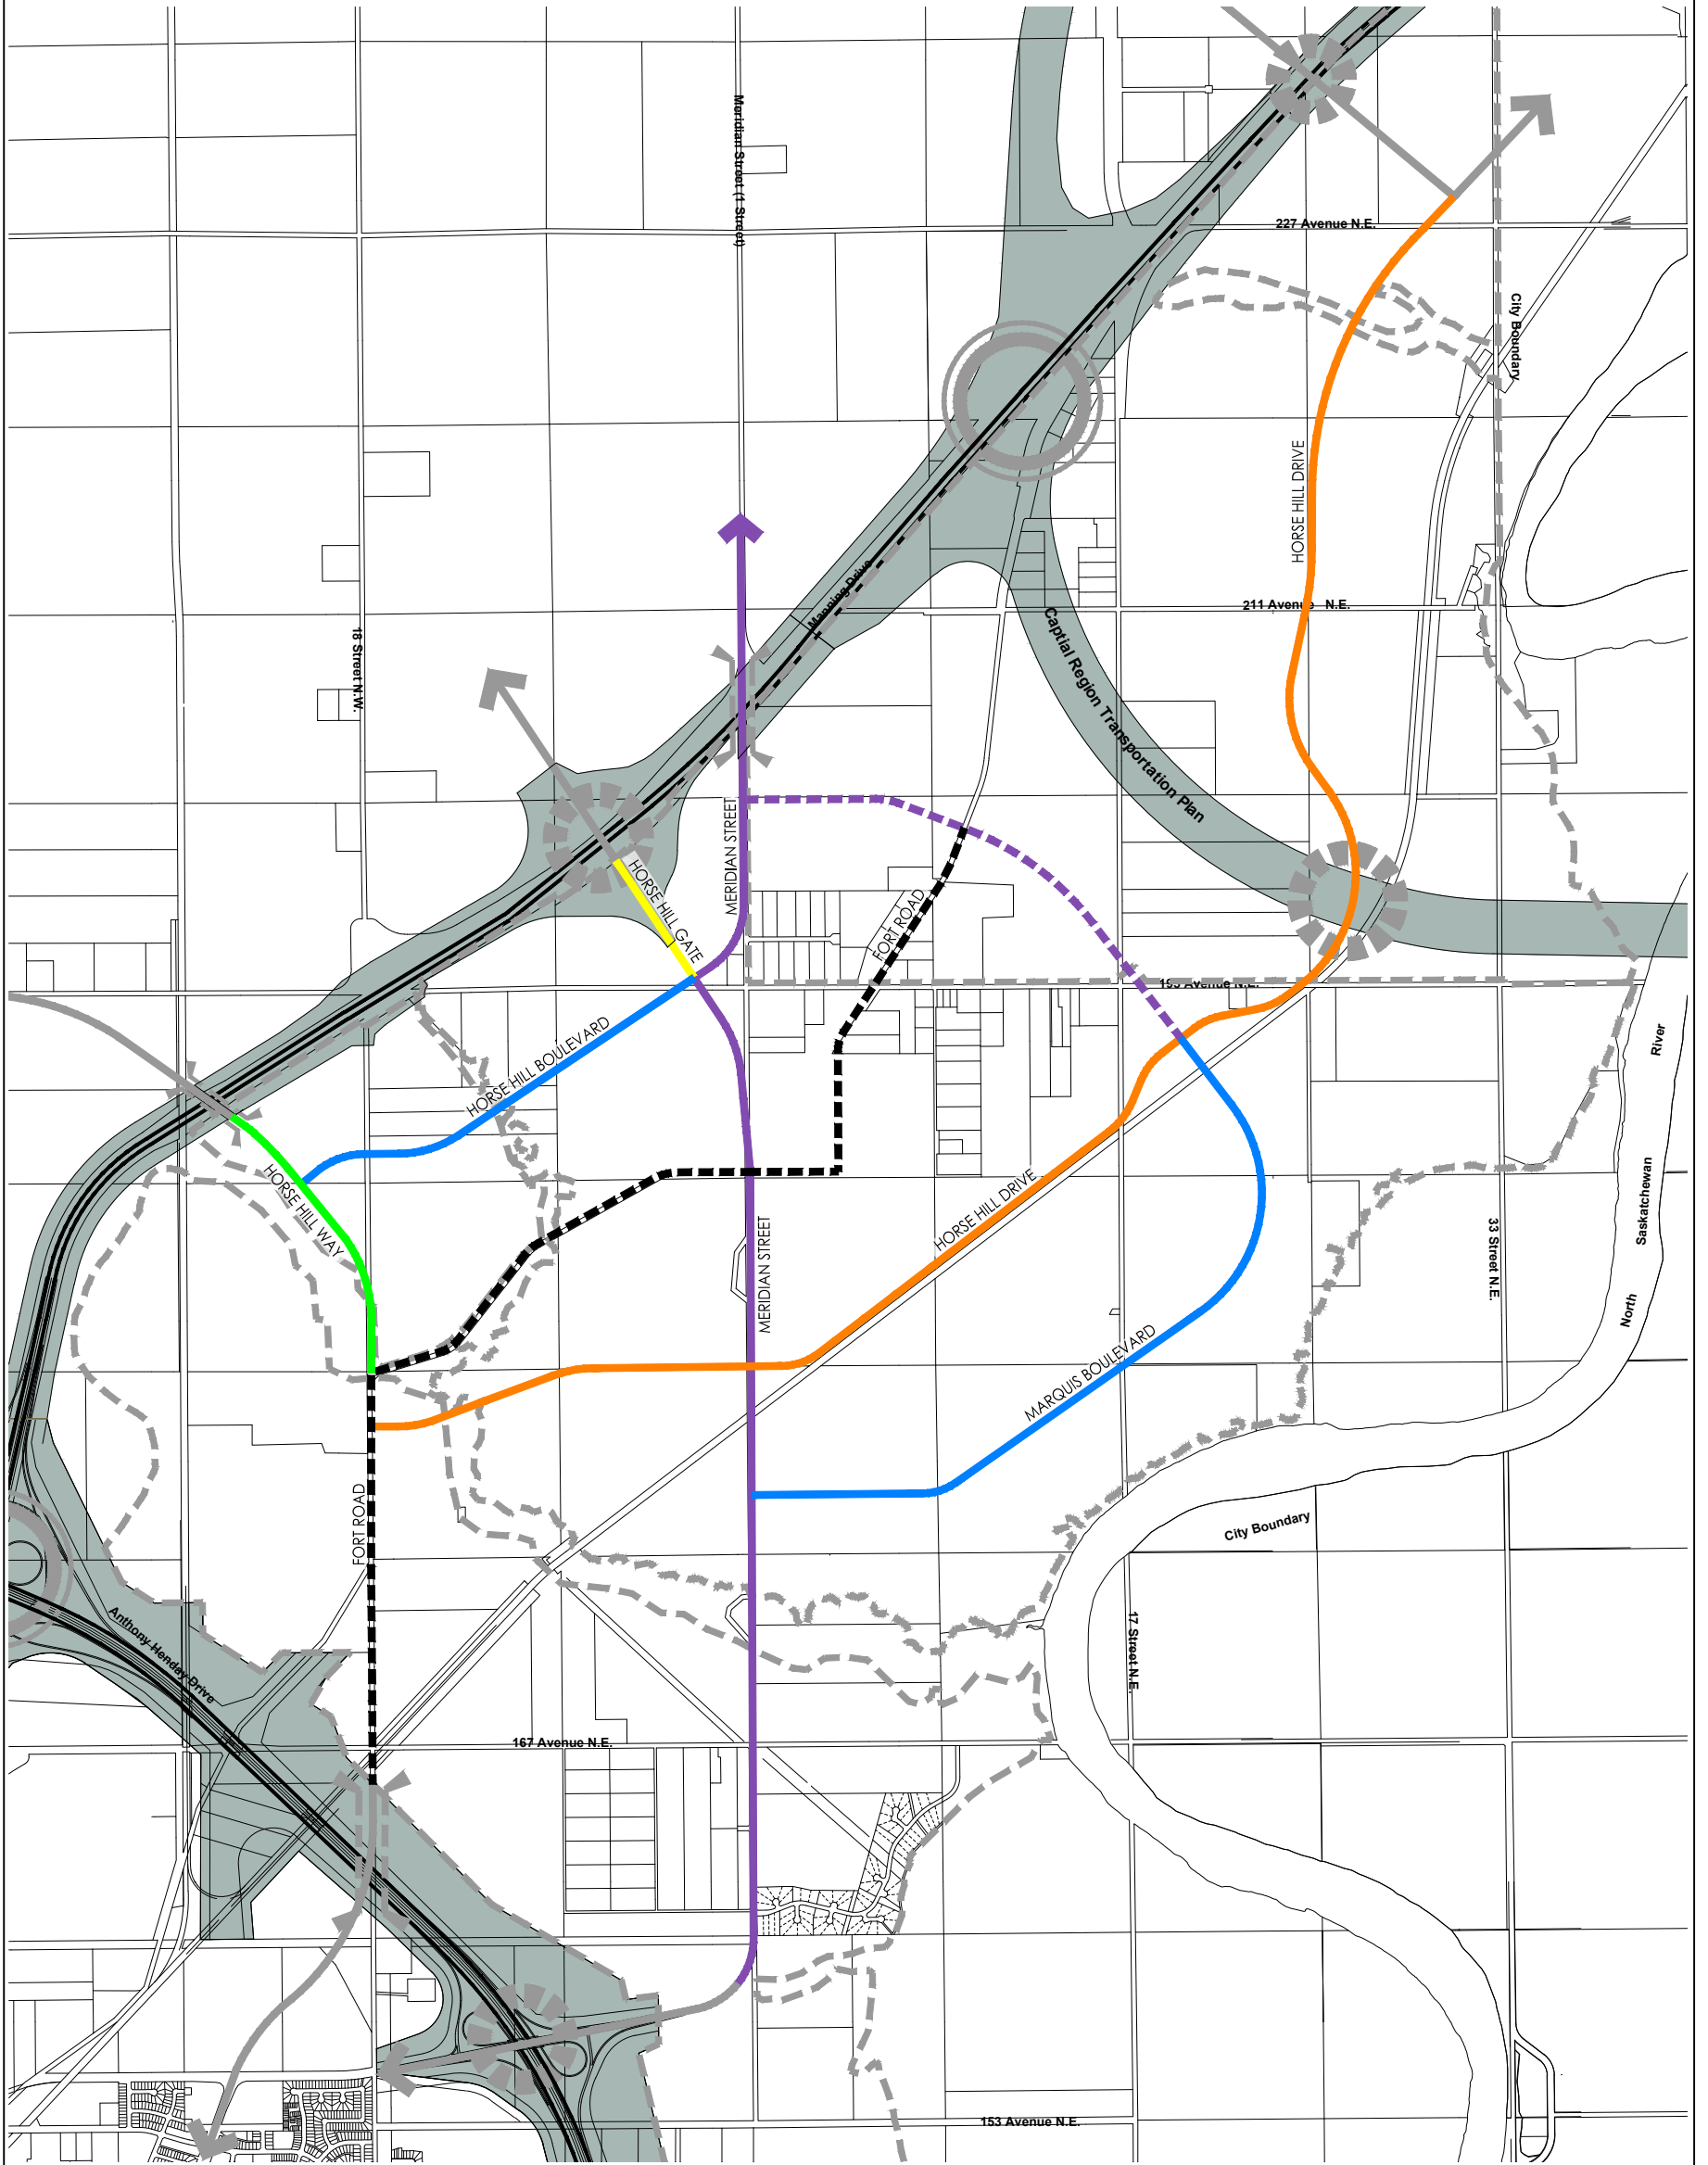 Meridian Street (1 Street)
227 Avenue N.E.
City Boundary
HORSE HILL DRIVE
Manning Drive
211 Avenue N.E.
Captial Region Transportation Plan
18 Street N.W.
MERIDIAN STREET
HORSE HILL GATE
FORT ROAD
195 Avenue N.E.
HORSE HILL BOULEVARD
River
Saskatchewan
North
HORSE HILL WAY
HORSE HILL DRIVE
MERIDIAN STREET
33 Street N.E.
MARQUIS BOULEVARD
FORT ROAD
City Boundary
Anthony Henday Drive
17 Street N.E.
167 Avenue N.E.
153 Avenue N.E.